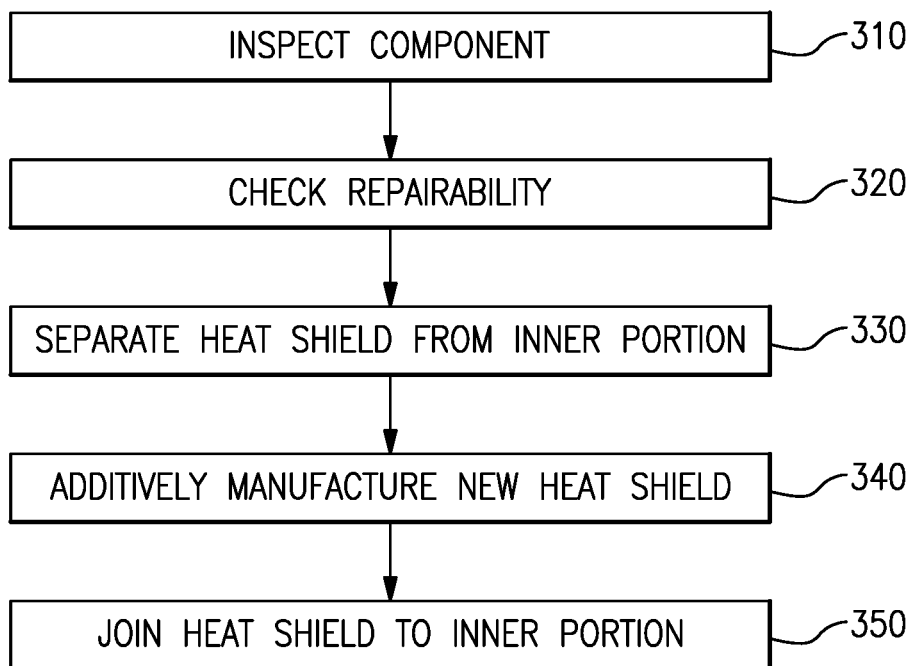 INSPECT COMPONENT 310
CHECK REPAIRABILITY 320
SEPARATE HEAT SHIELD FROM INNER PORTION 330
ADDITIVELY MANUFACTURE NEW HEAT SHIELD 340
JOIN HEAT SHIELD TO INNER PORTION 350